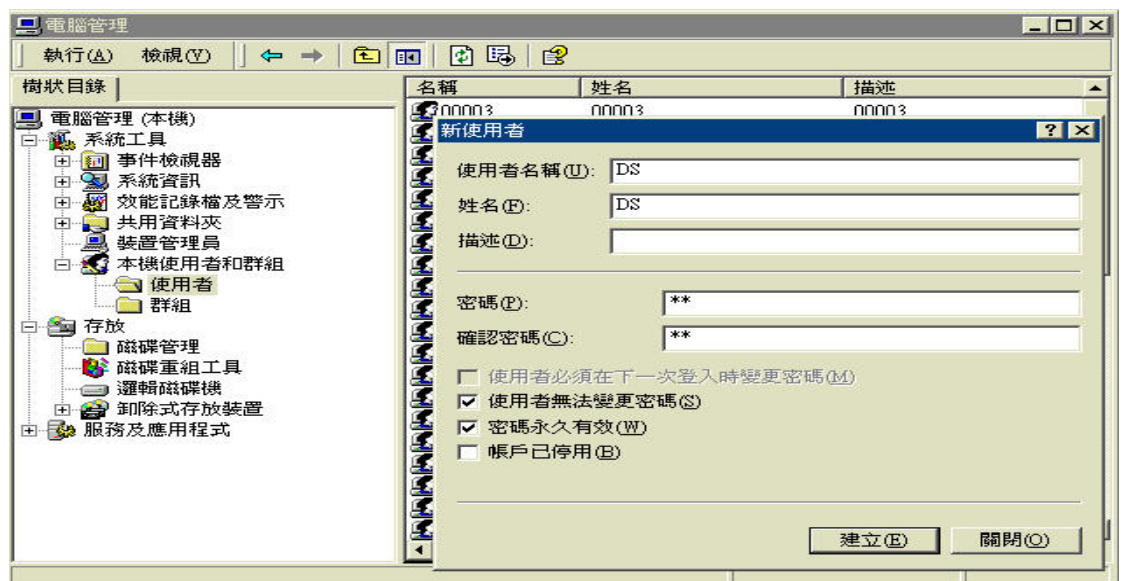 電腦管理
執行(A) 檢視(V)
樹狀目錄
名稱 姓名 描述
電腦管理 (本機)
系統工具
事件檢視器
系統資訊
效能記錄檔及警示
共用資料夾
裝置管理員
本機使用者和群組
使用者
群組
存放
磁碟管理
磁碟重組工具
邏輯磁碟機
卸除式存放裝置
服務及應用程式
00003 00003 00003
新使用者
使用者名稱(U): DS
姓名(F): DS
描述(D):
密碼(P): **
確認密碼(C): **
使用者必須在下一次登入時變更密碼(M)
使用者無法變更密碼(S)
密碼永久有效(W)
帳戶已停用(B)
建立(E) 關閉(O)